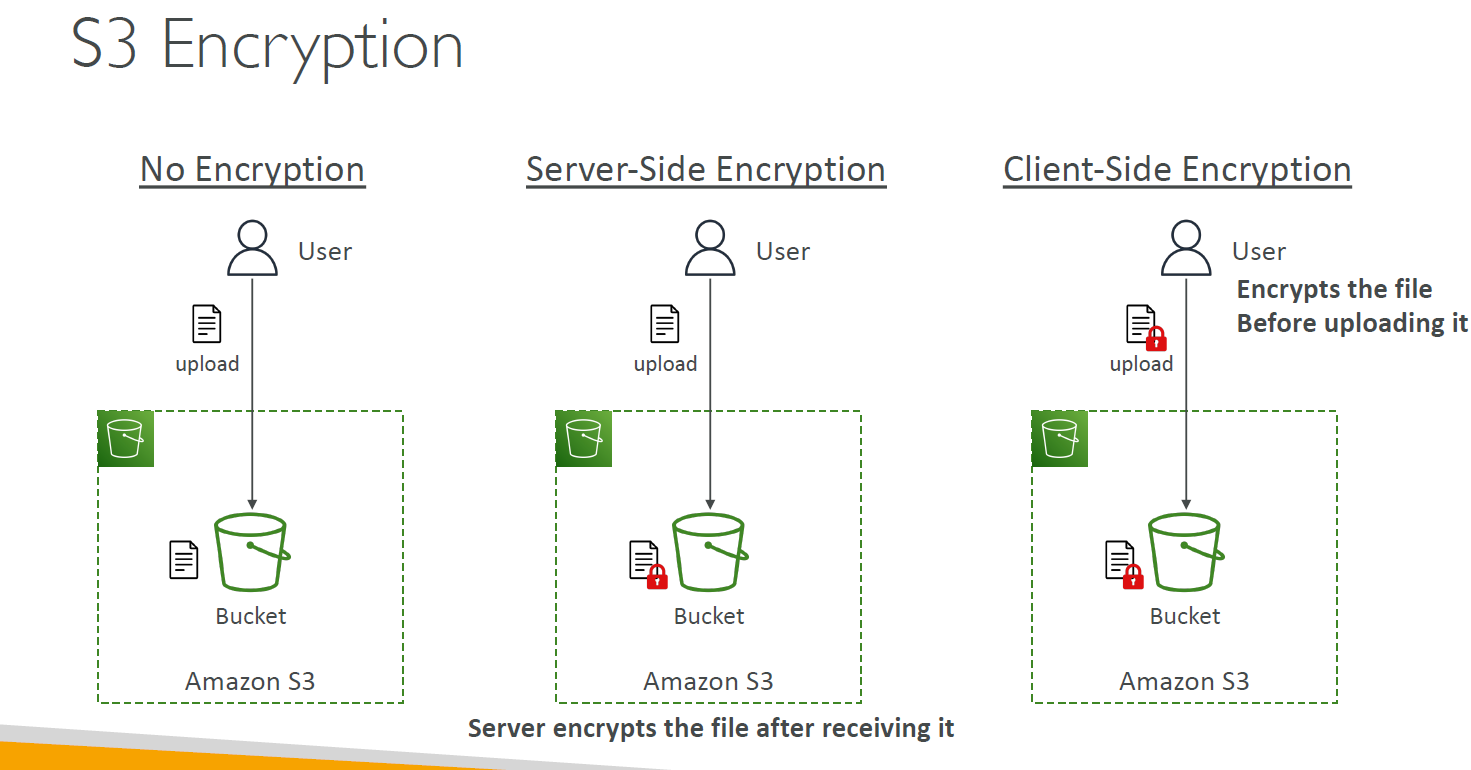 S3 Encryption
No Encryption
User
upload
Bucket
Amazon S3
Server-Side Encryption
User
upload
Bucket
Amazon S3
Server encrypts the file after receiving it
Client-Side Encryption
User
Encrypts the file
Before uploading it
upload
Bucket
Amazon S3